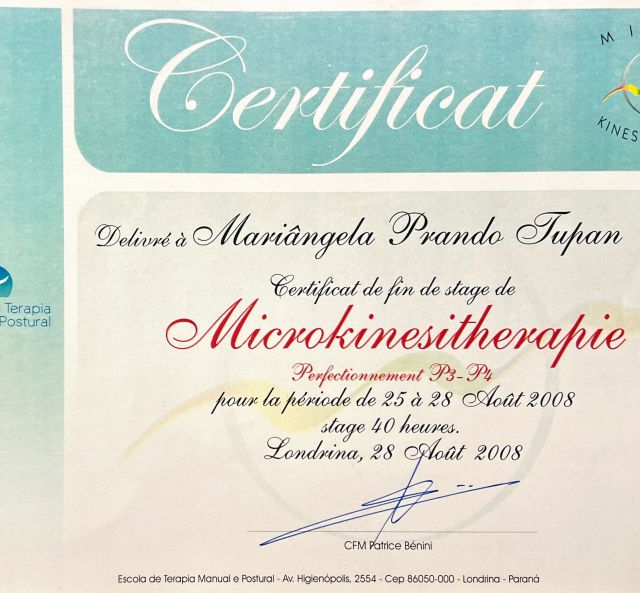 Certificat
MI
KINES
Delivré à Mariângela Prando Tupan
Certificat de fin de stage de
Terapia
Postural
Microkinesitherapie
Perfectionnement P3-P4
pour la période de 25 à 28 Août 2008
stage 40 heures.
Londrina, 28 Août 2008
CFM Patrice Bénini
Escola de Terapia Manual e Postural - Av. Higienópolis, 2554 - Cep 86050-000 - Londrina - Paraná